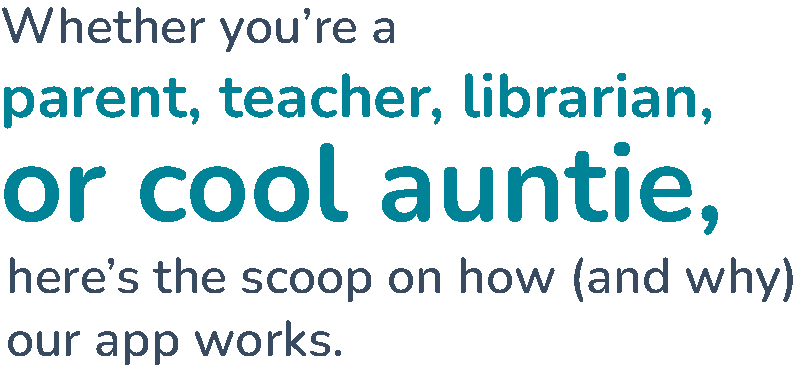 Whether you’re a
parent, teacher, librarian,
or cool auntie,
here’s the scoop on how (and why)
our app works.